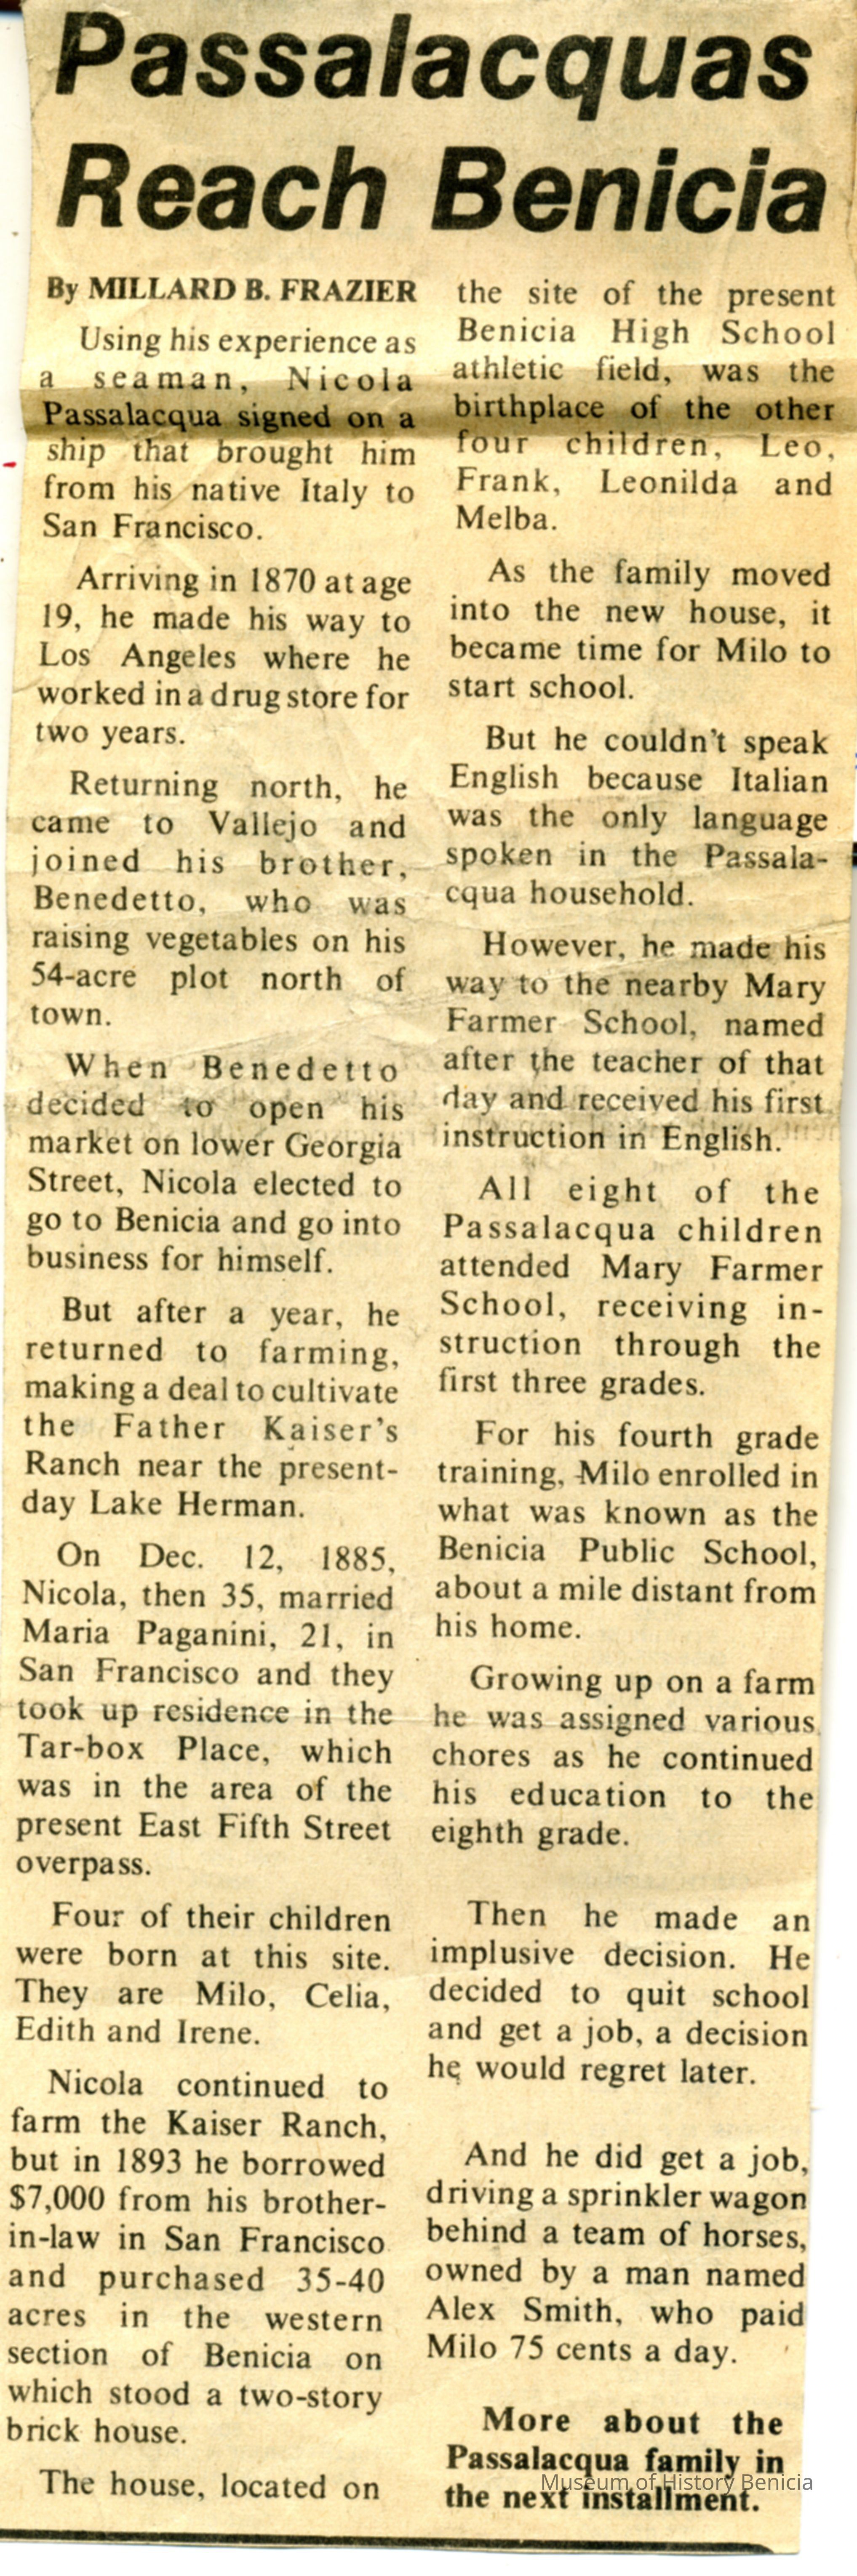 Passalacquas
Reach Benicia
By MILLARD B. FRAZIER
Using his experience as
a seaman, Nicola
Passalacqua signed on a
ship that brought him
from his native Italy to
San Francisco.
Arriving in 1870 at age
19, he made his way to
Los Angeles where he
worked in a drug store for
two years.
Returning north, he
came to Vallejo and
joined his brother,
Benedetto, who was
raising vegetables on his
54-acre plot north of
town.
When Benedetto
decided to open his
market on lower Georgia
Street, Nicola elected to
go to Benicia and go into
business for himself.
But after a year, he
returned to farming,
making a deal to cultivate
the Father Kaiser's
Ranch near the present-
day Lake Herman.
On Dec. 12, 1885,
Nicola, then 35, married
Maria Paganini, 21, in
San Francisco and they
took up residence in the
Tar-box Place, which
was in the area of the
present East Fifth Street
overpass.
Four of their children
were born at this site.
They are Milo, Celia,
Edith and Irene.
Nicola continued to
farm the Kaiser Ranch,
but in 1893 he borrowed
$7,000 from his brother-
in-law in San Francisco
and purchased 35-40
acres in the western
section of Benicia on
which stood a two-story
brick house.
The house, located on
the site of the present
Benicia High School
athletic field, was the
birthplace of the other
four children, Leo,
Frank, Leonilda and
Melba.
As the family moved
into the new house, it
became time for Milo to
start school.
But he couldn't speak
English because Italian
was the only language
spoken in the Passala-
cqua household.
However, he made his
way to the nearby Mary
Farmer School, named
after the teacher of that
day and received his first
instruction in English.
All eight of the
Passalacqua children
attended Mary Farmer
School, receiving in-
struction through the
first three grades.
For his fourth grade
training, Milo enrolled in
what was known as the
Benicia Public School,
about a mile distant from
his home.
Growing up on a farm
he was assigned various
chores as he continued
his education to the
eighth grade.
Then he made an
implusive decision. He
decided to quit school
and get a job, a decision
he would regret later.
And he did get a job,
driving a sprinkler wagon
behind a team of horses,
owned by a man named
Alex Smith, who paid
Milo 75 cents a day.
More about the
Passalacqua family in
the next installment.
Museum of History Benicia